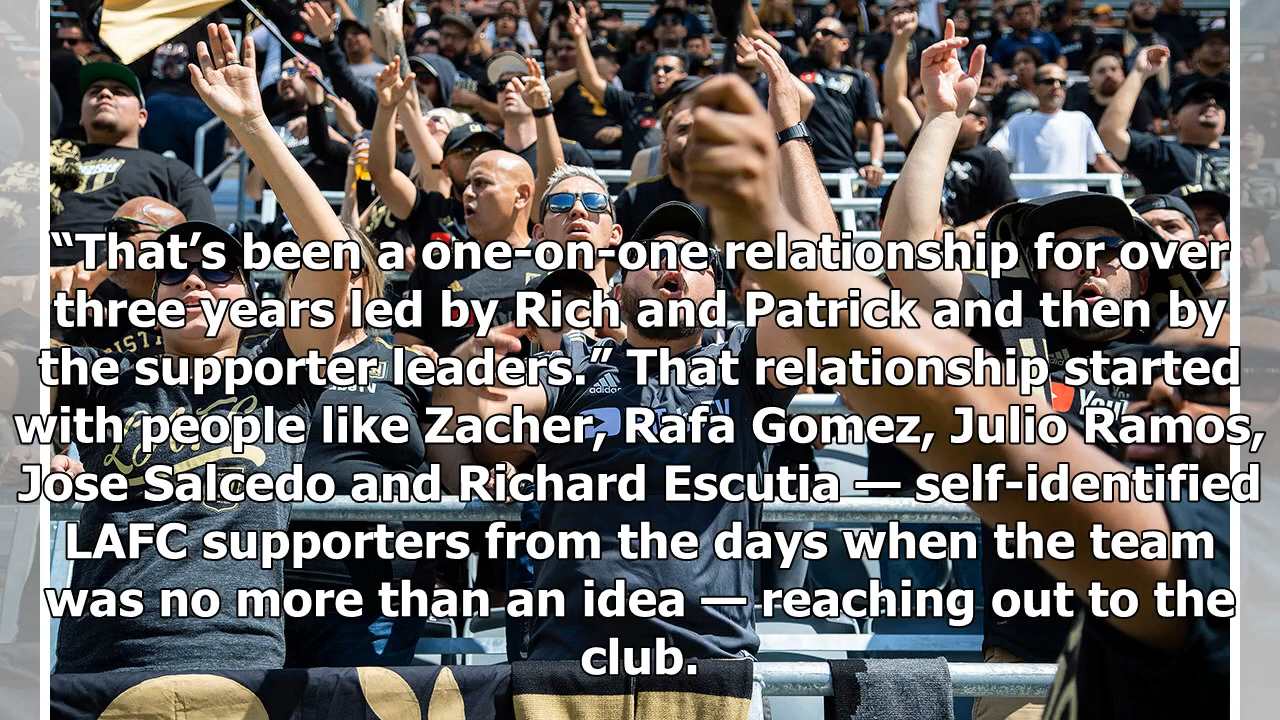 “That’s been a one-on-one relationship for over
three years led by Rich and Patrick and then by
the supporter leaders.” That relationship started
with people like Zacher, Rafa Gomez, Julio Ramos,
Jose Salcedo and Richard Escutia — self-identified
LAFC supporters from the days when the team
was no more than an idea — reaching out to the
club.
adidas